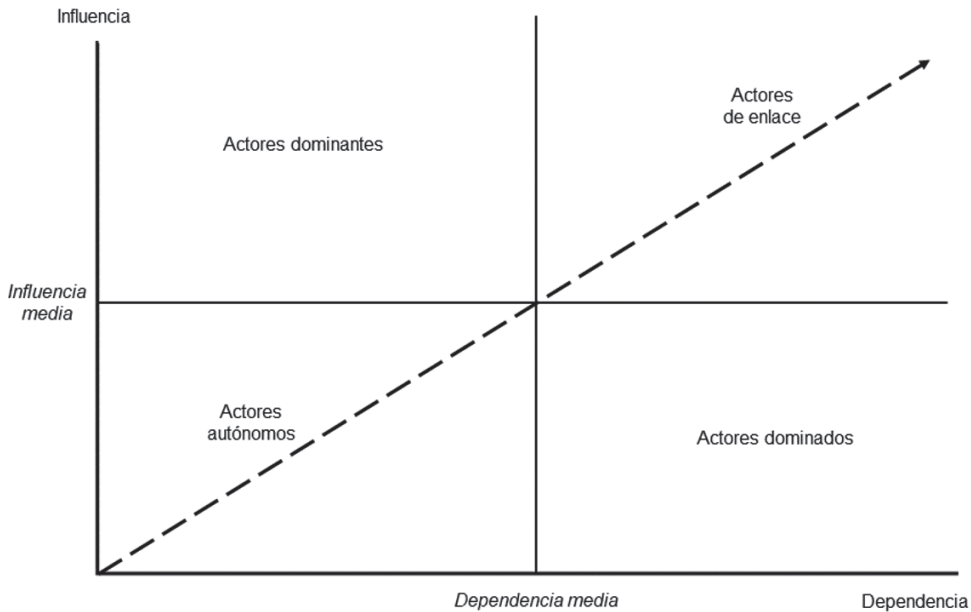 Influencia
Actores
de enlace
Actores dominantes
Influencia
media
Actores
autónomos
Actores dominados
Dependencia media
Dependencia